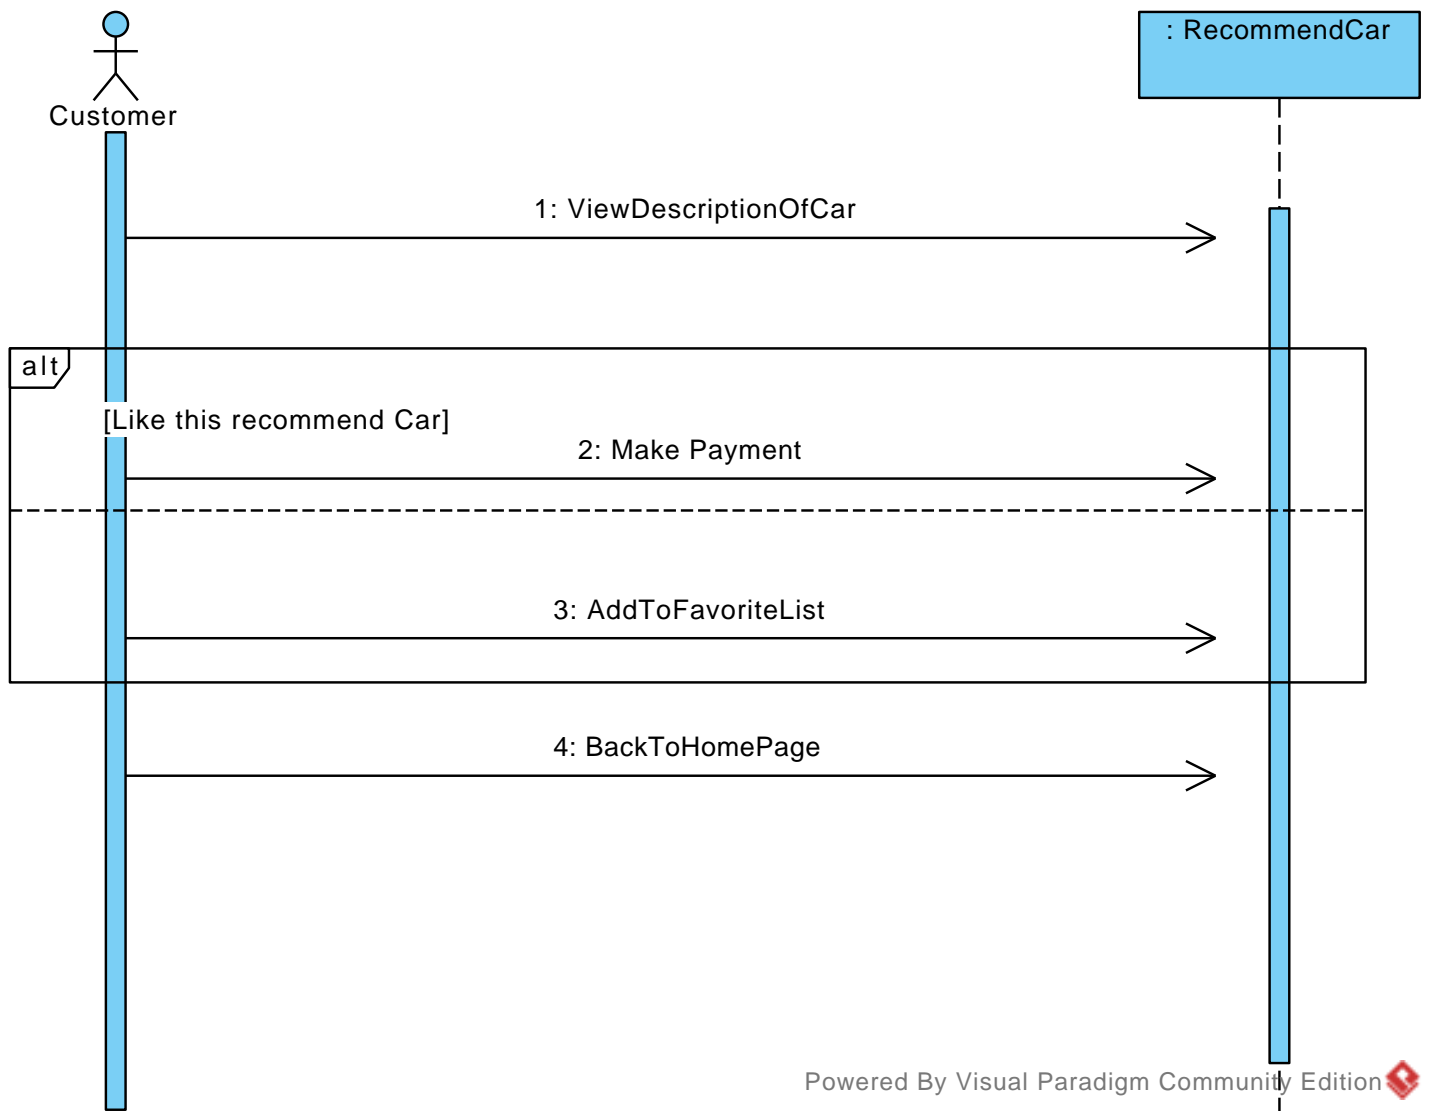 : RecommendCar
Customer
1: ViewDescriptionOfCar
alt
[Like this recommend Car]
2: Make Payment
3: AddToFavoriteList
4: BackToHomePage
Powered By Visual Paradigm Community Edition